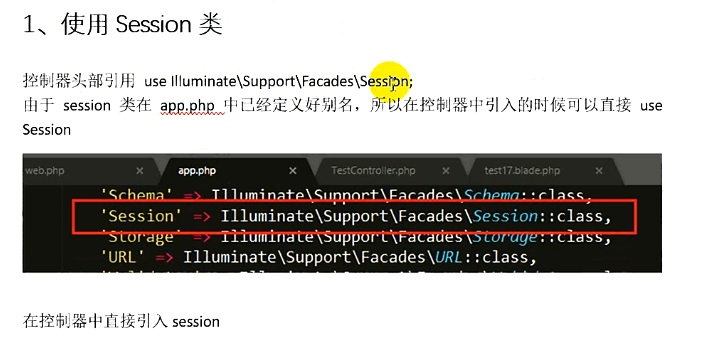 1、使用 Session 类
控制器头部引用 use Illuminate\Support\Facades\Session;
由于 session 类在 app.php 中已经定义好别名，所以在控制器中引入的时候可以直接 use
Session
web.php × app.php × TestController.php × test17.blade.php ×
'Schema' => Illuminate\Support\Facades\Schema::class,
'Session' => Illuminate\Support\Facades\Session::class,
'Storage' => Illuminate\Support\Facades\Storage::class,
'URL' => Illuminate\Support\Facades\URL::class,
在控制器中直接引入 session